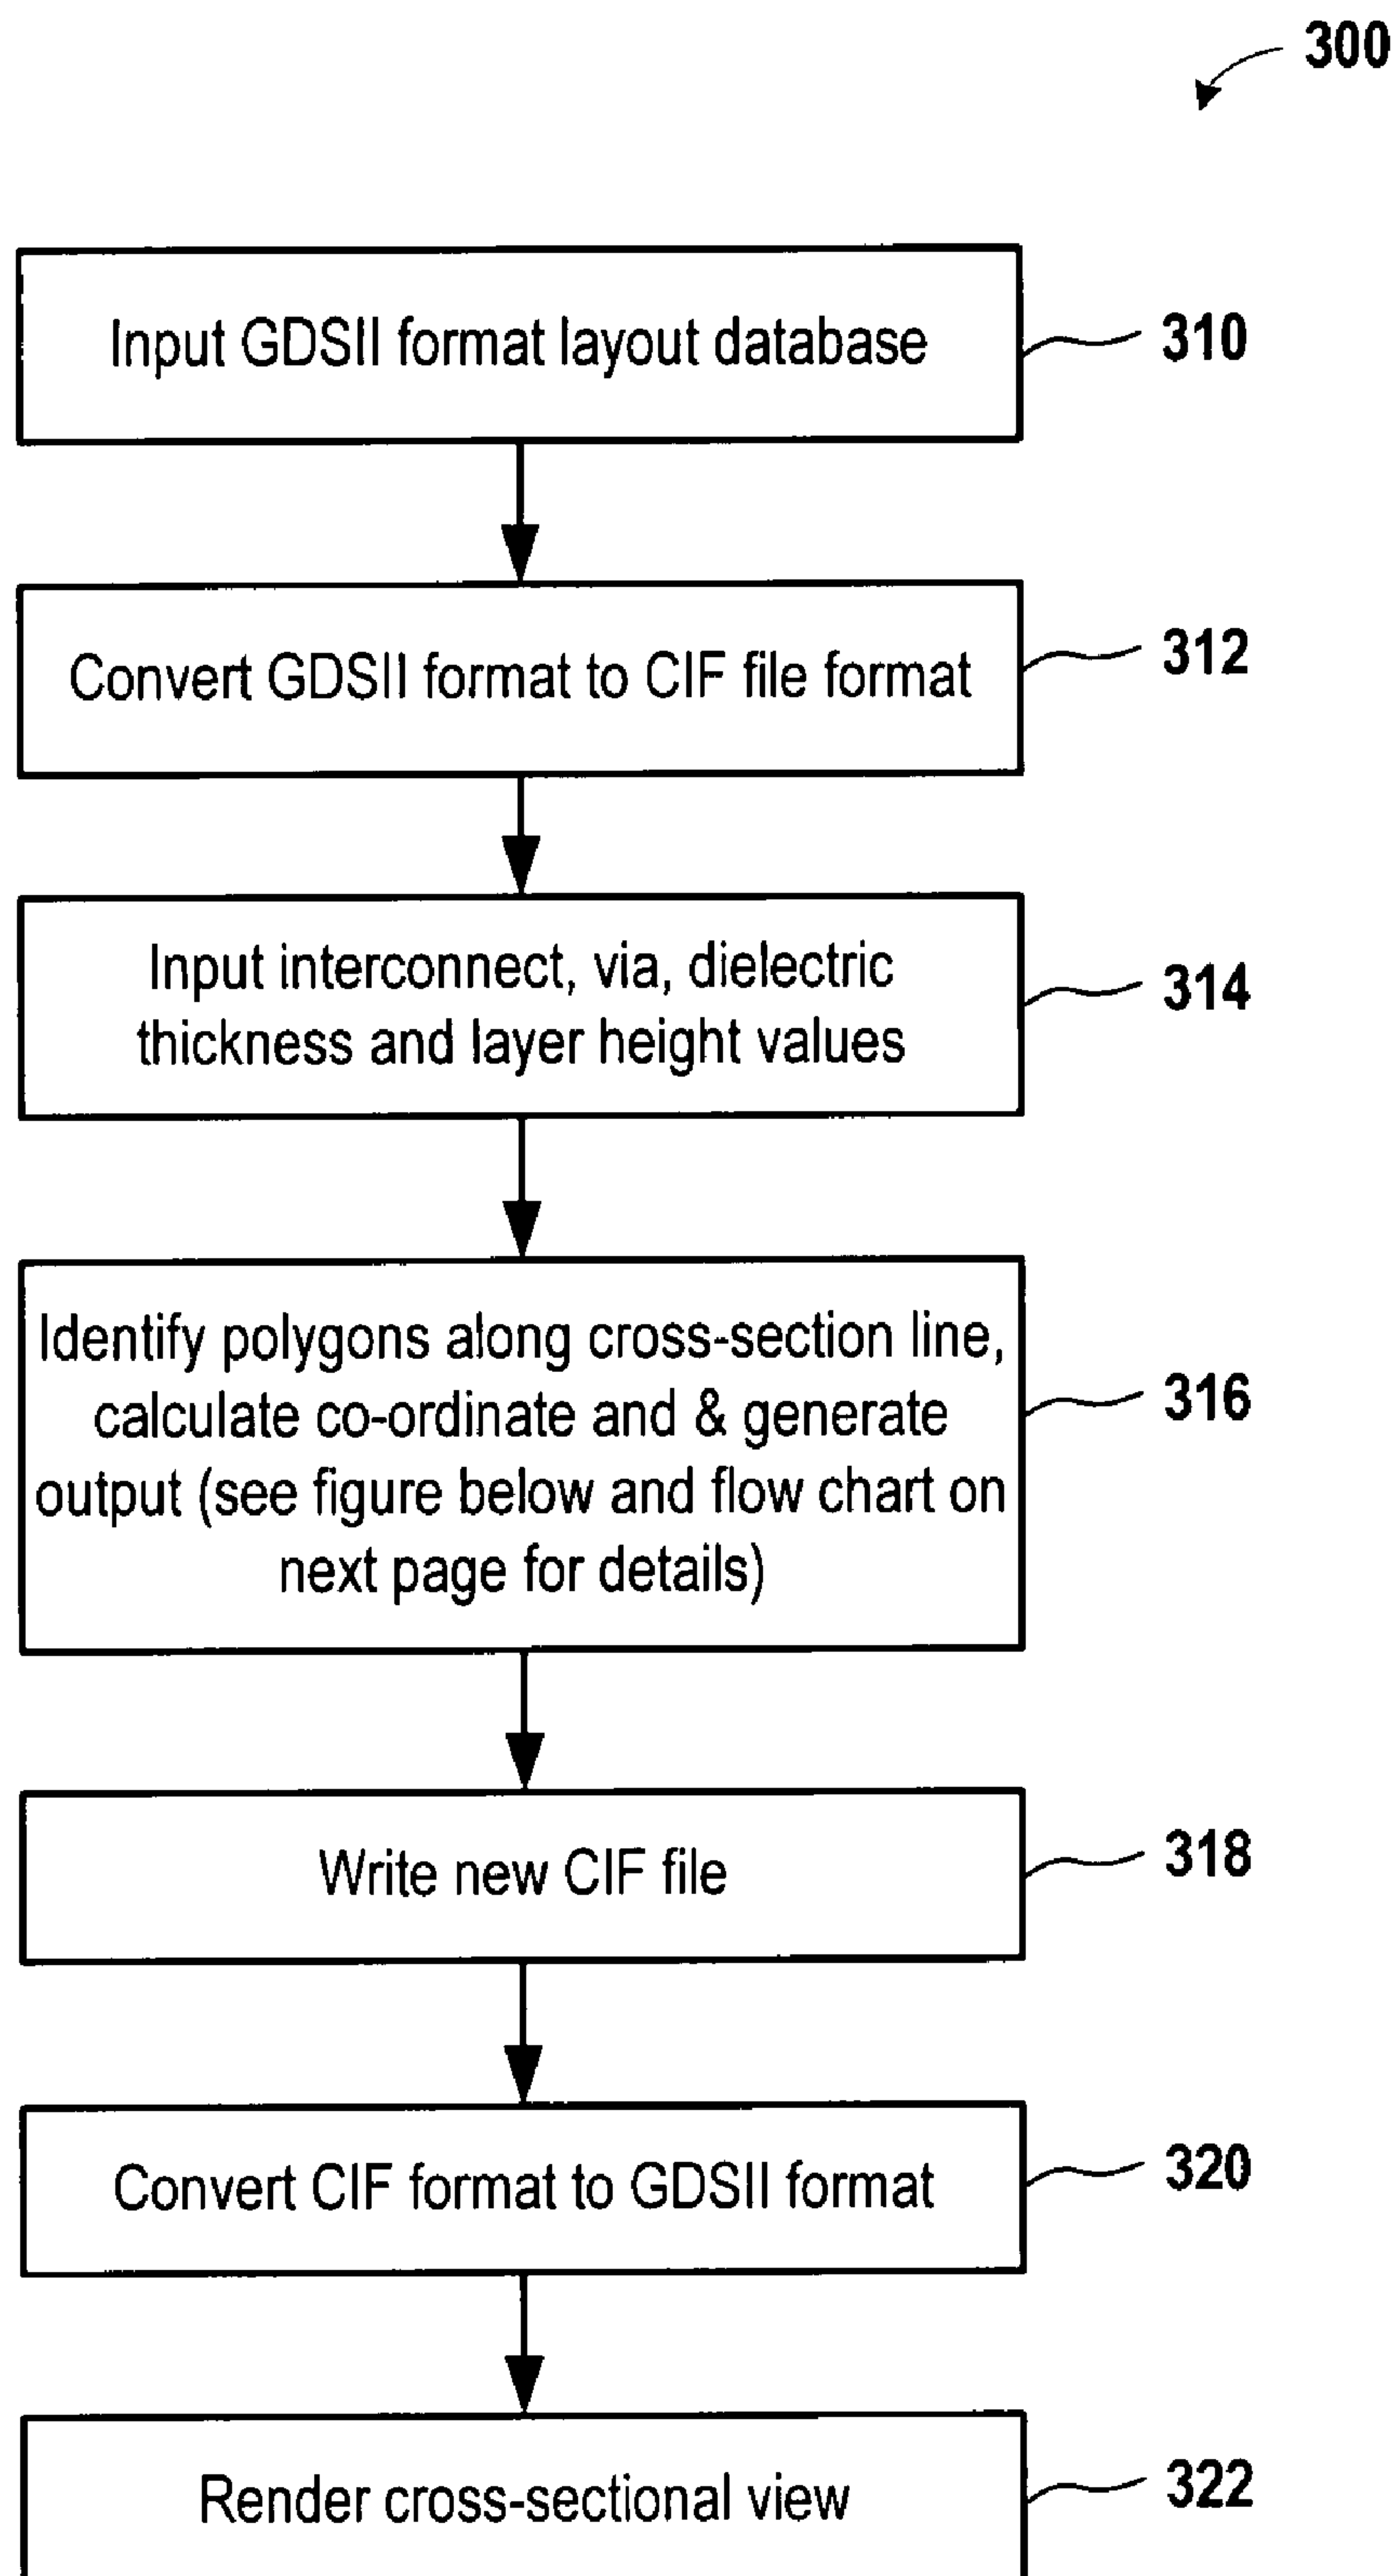 300
Input GDSII format layout database
310
Convert GDSII format to CIF file format
312
Input interconnect, via, dielectric
thickness and layer height values
314
Identify polygons along cross-section line,
calculate co-ordinate and & generate
output (see figure below and flow chart on
next page for details)
316
Write new CIF file
318
Convert CIF format to GDSII format
320
Render cross-sectional view
322